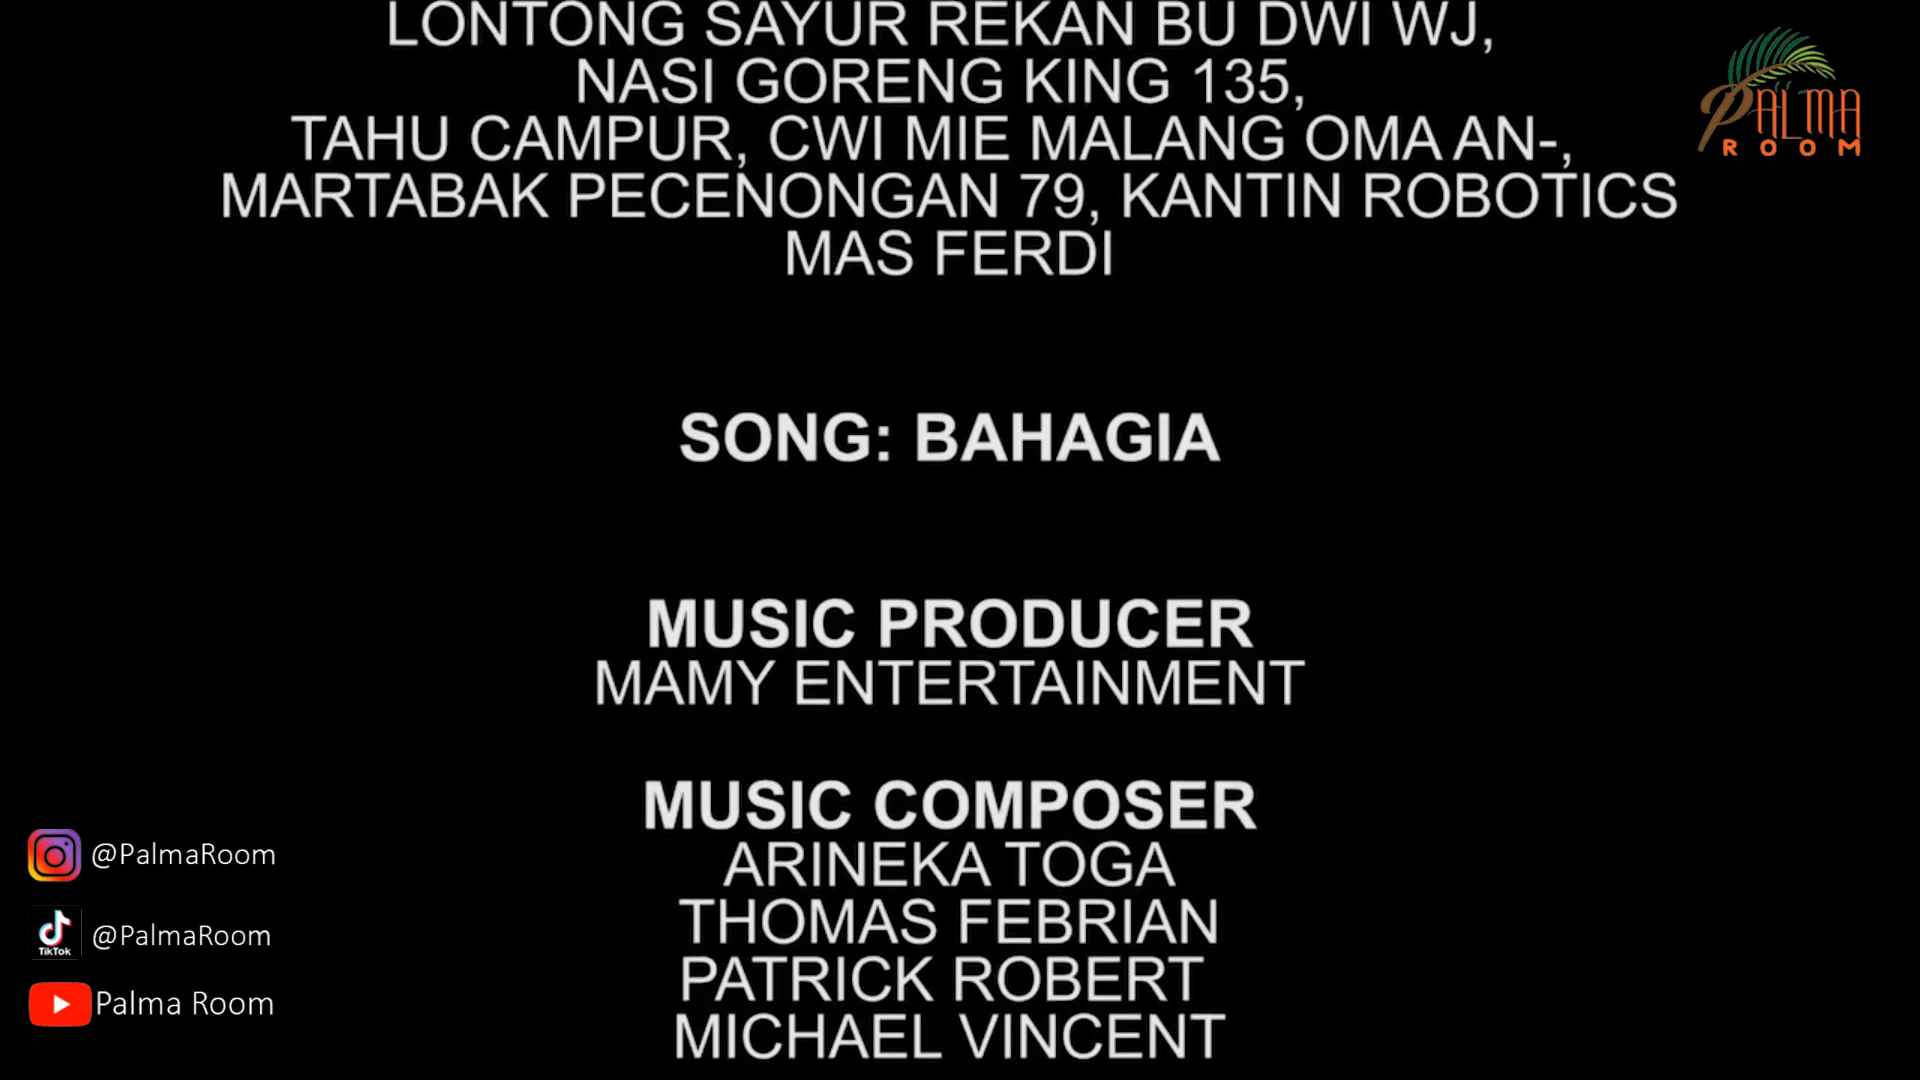 LONTONG SAYUR REKAN BU DWI WJ,
NASI GORENG KING 135,
TAHU CAMPUR, CWI MIE MALANG OMA AN-,
MARTABAK PECENONGAN 79, KANTIN ROBOTICS
MAS FERDI
PALMA
ROOM
SONG: BAHAGIA
MUSIC PRODUCER
MAMY ENTERTAINMENT
MUSIC COMPOSER
ARINEKA TOGA
THOMAS FEBRIAN
PATRICK ROBERT
MICHAEL VINCENT
@PalmaRoom
TikTok
@PalmaRoom
Palma Room